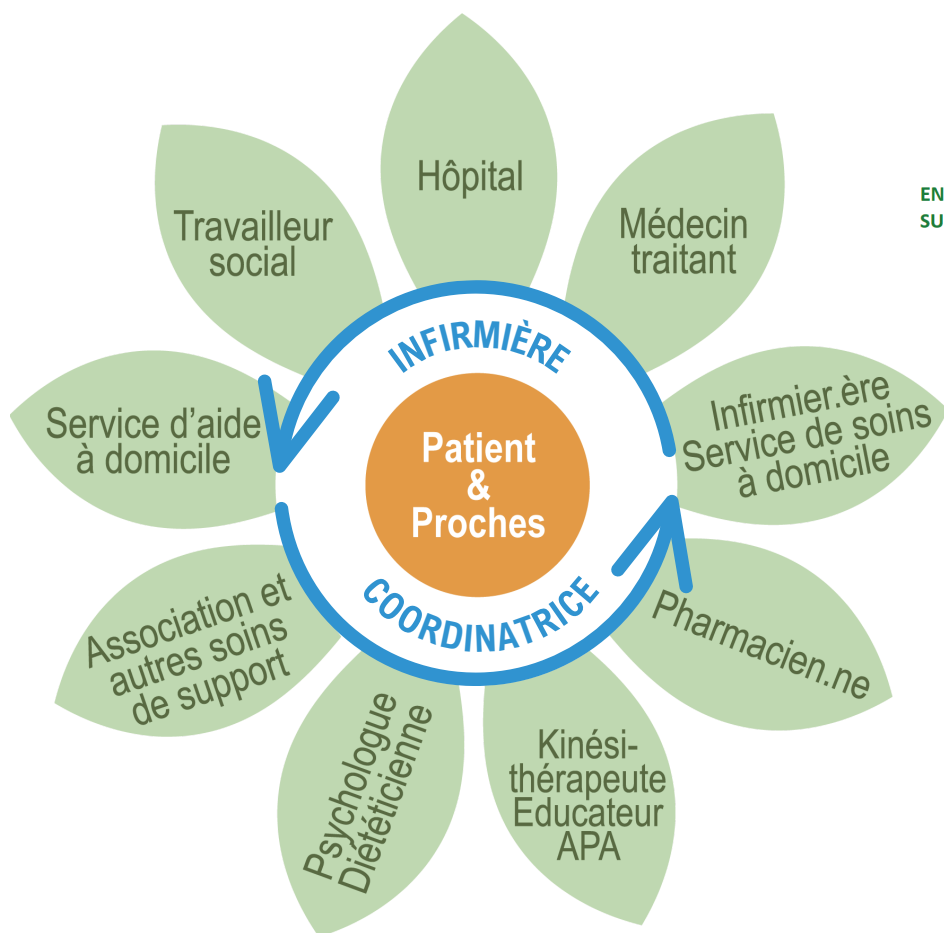 Hôpital
Médecin
traitant
EN
SU
Travailleur
social
INFIRMIÈRE
Infirmier.ère
Service de soins
à domicile
Service d’aide
à domicile
Patient
&
Proches
COORDINATRICE
Pharmacien.ne
Association et
autres soins
de support
Psychologue
Diététicienne
Kinési-
thérapeute
Educateur
APA